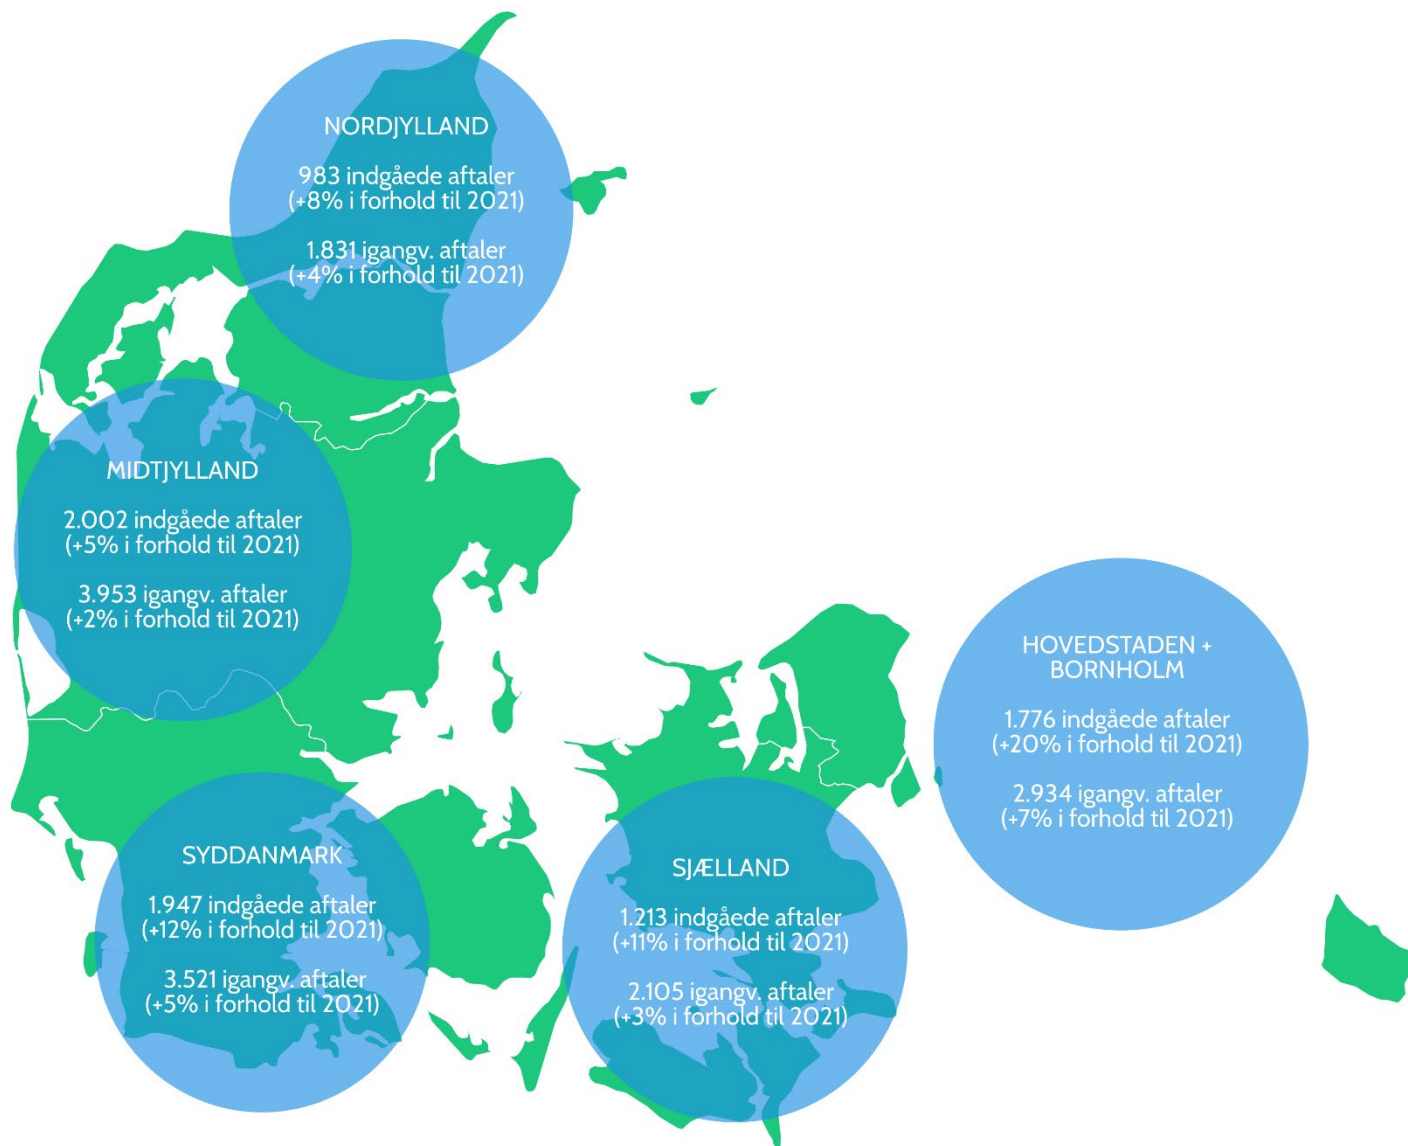 NORDJYLLAND
983 indgåede aftaler
(+8% i forhold til 2021)
1.831 igangv. aftaler
(+4% i forhold til 2021)
MIDTJYLLAND
2.002 indgåede aftaler
(+5% i forhold til 2021)
3.953 igangv. aftaler
(+2% i forhold til 2021)
HOVEDSTADEN +
BORNHOLM
1.776 indgåede aftaler
(+20% i forhold til 2021)
2.934 igangv. aftaler
(+7% i forhold til 2021)
SYDDANMARK
1.947 indgåede aftaler
(+12% i forhold til 2021)
3.521 igangv. aftaler
(+5% i forhold til 2021)
SJÆLLAND
1.213 indgåede aftaler
(+11% i forhold til 2021)
2.105 igangv. aftaler
(+3% i forhold til 2021)